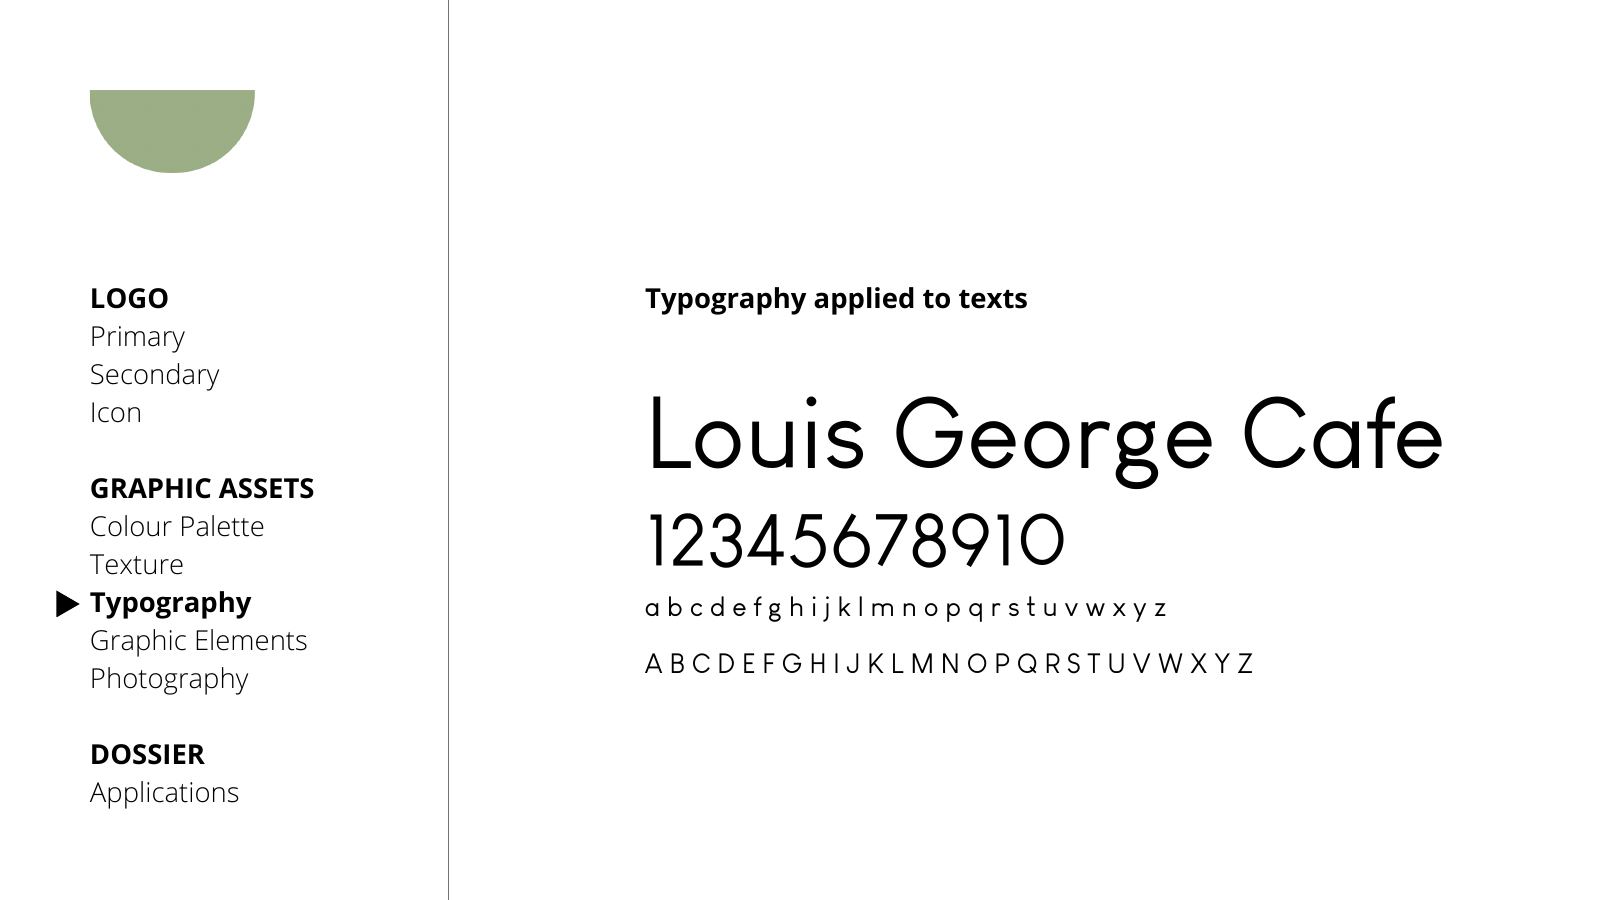 LOGO
Primary
Secondary
Icon
GRAPHIC ASSETS
Colour Palette
Texture
Typography
Graphic Elements
Photography
DOSSIER
Applications
Typography applied to texts
Louis George Cafe
12345678910
a b c d e f g h i j k l m n o p q r s t u v w x y z
A B C D E F G H I J K L M N O P Q R S T U V W X Y Z